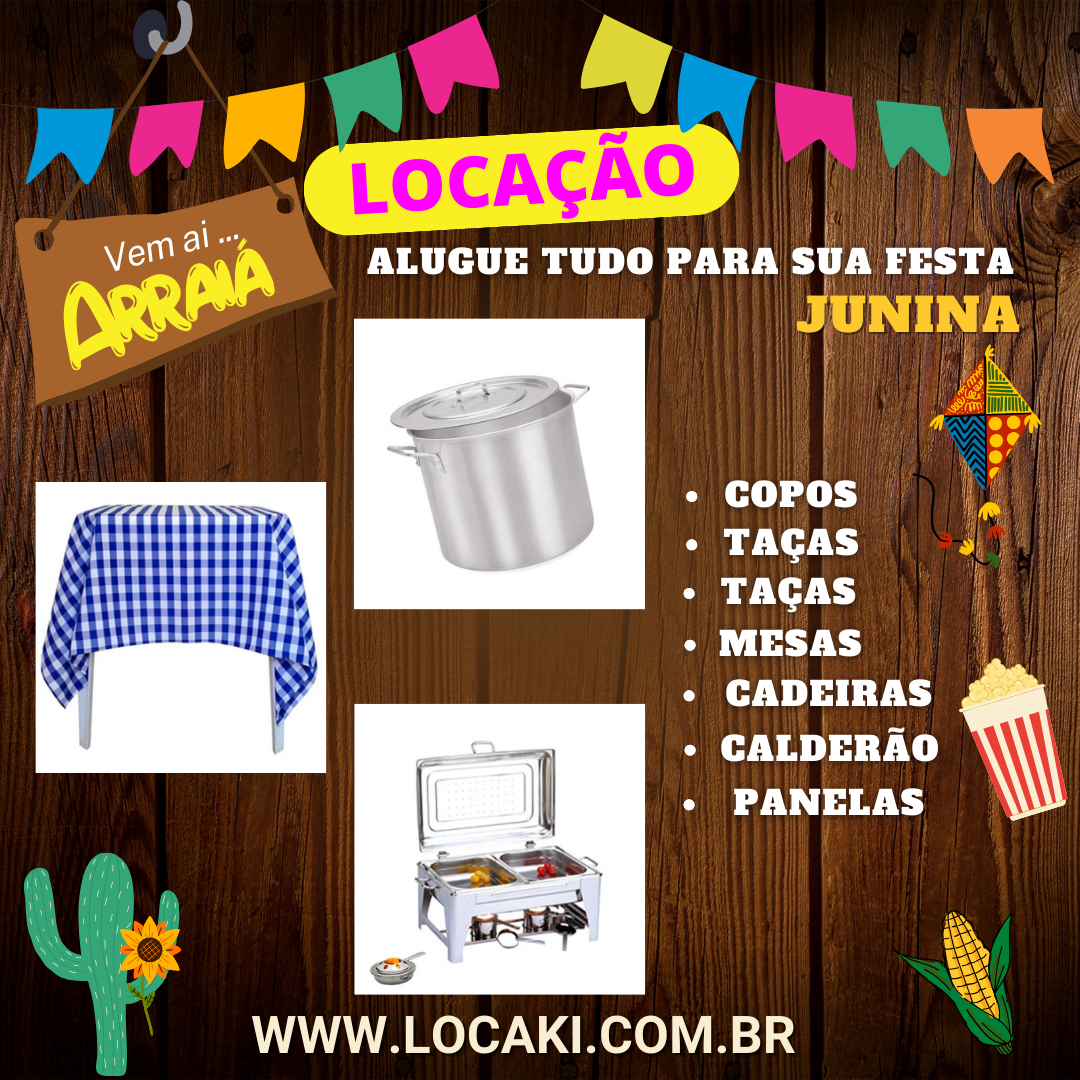 LOCAÇÃO
Vem ai ...
ARRAIÁ
ALUGUE TUDO PARA SUA FESTA
JUNINA
• COPOS
• TAÇAS
• TAÇAS
• MESAS
• CADEIRAS
• CALDERÃO
• PANELAS
WWW.LOCAKI.COM.BR